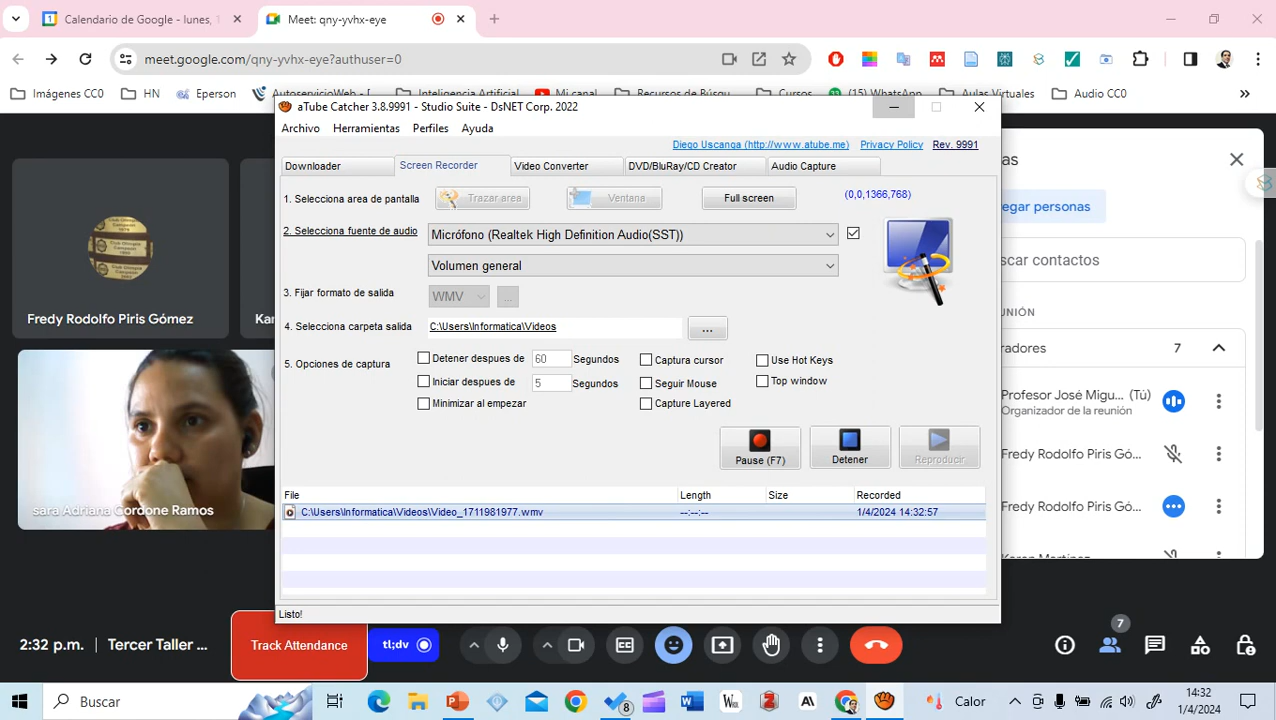 Calendario de Google - lunes, 1
Meet: qny-yvhx-eye
meet.google.com/qny-yvhx-eye?authuser=0
Imágenes CC0
HN
Eperson
AutoservicioWeb - [
Inteligencia Artificial
Mi canal
Recursos de Búsqu
Cursos
(15) WhatsApp
Aulas Virtuales
Audio CC0
aTube Catcher 3.8.9991 - Studio Suite - DsNET Corp. 2022
Archivo
Herramientas
Perfiles
Ayuda
Diego Uscanga (http://www.atube.me)
Privacy Policy
Rev. 9991
Downloader
Screen Recorder
Video Converter
DVD/BluRay/CD Creator
Audio Capture
1. Selecciona area de pantalla
Trazar area
Ventana
Full screen
(0,0,1366,768)
2. Selecciona fuente de audio
Micrófono (Realtek High Definition Audio(SST))
Volumen general
3. Fijar formato de salida
WMV
...
4. Selecciona carpeta salida
C:\Users\Informatica\Videos
...
5. Opciones de captura
Detener despues de
60
Segundos
Captura cursor
Use Hot Keys
Iniciar despues de
5
Segundos
Seguir Mouse
Top window
Minimizar al empezar
Capture Layered
Pause (F7)
Detener
Reproducir
File
Length
Size
Recorded
C:\Users\Informatica\Videos\Video_1711981977.wmv
--:--:--
1/4/2024 14:32:57
Listo!
Fredy Rodolfo Piris Gómez
Kar
sara Adriana Cordone Ramos
as
egar personas
scar contactos
UNIÓN
radores
7
Profesor José Migu... (Tú)
Organizador de la reunión
Fredy Rodolfo Piris Gó...
Fredy Rodolfo Piris Gó...
Karen Martínez
2:32 p.m.
Tercer Taller ...
Track Attendance
tl;dv
7
Buscar
8
Calor
14:32
1/4/2024